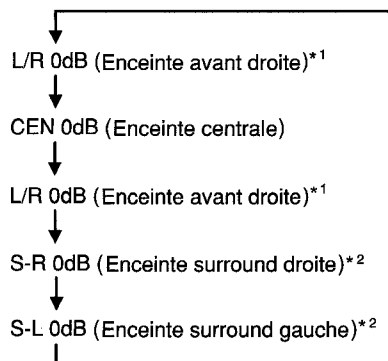 L/R 0dB (Enceinte avant droite)*1
CEN 0dB (Enceinte centrale)
L/R 0dB (Enceinte avant droite)*1
S-R 0dB (Enceinte surround droite)*2
S-L 0dB (Enceinte surround gauche)*2